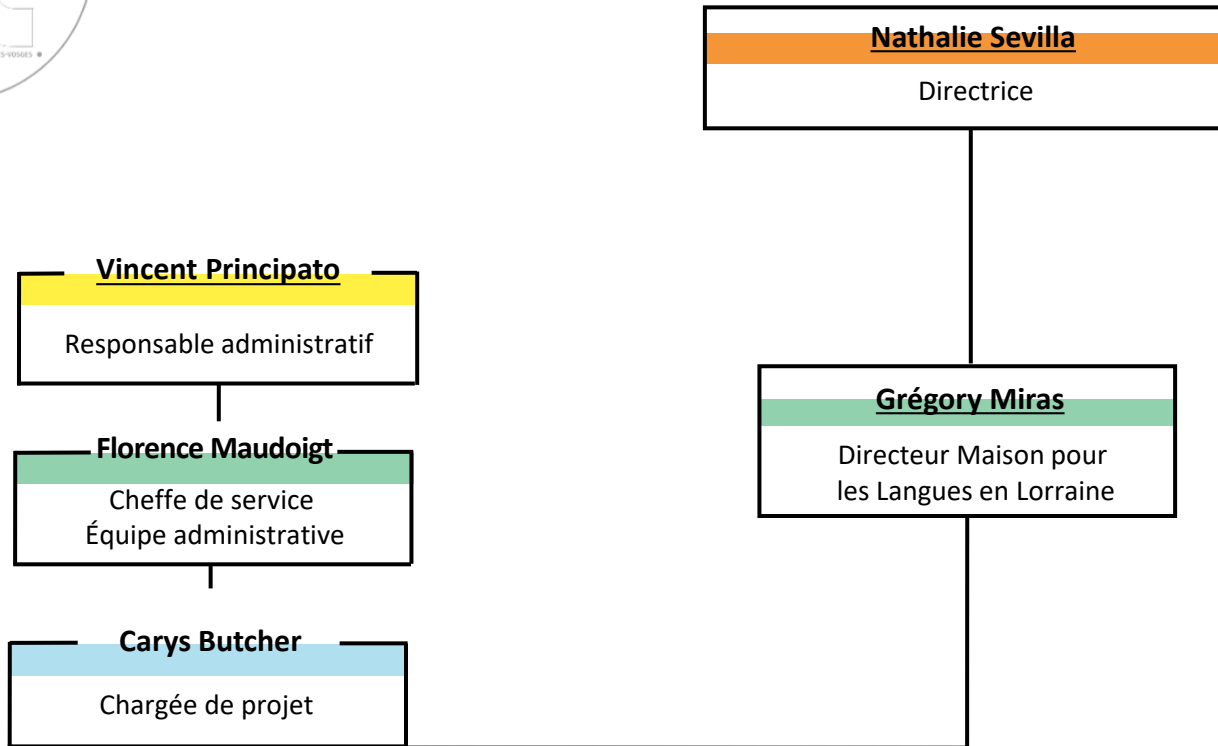 Nathalie Sevilla
Directrice
Vincent Principato
Responsable administratif
Grégory Miras
Directeur Maison pour
les Langues en Lorraine
Florence Maudoigt
Cheffe de service
Équipe administrative
Carys Butcher
Chargée de projet